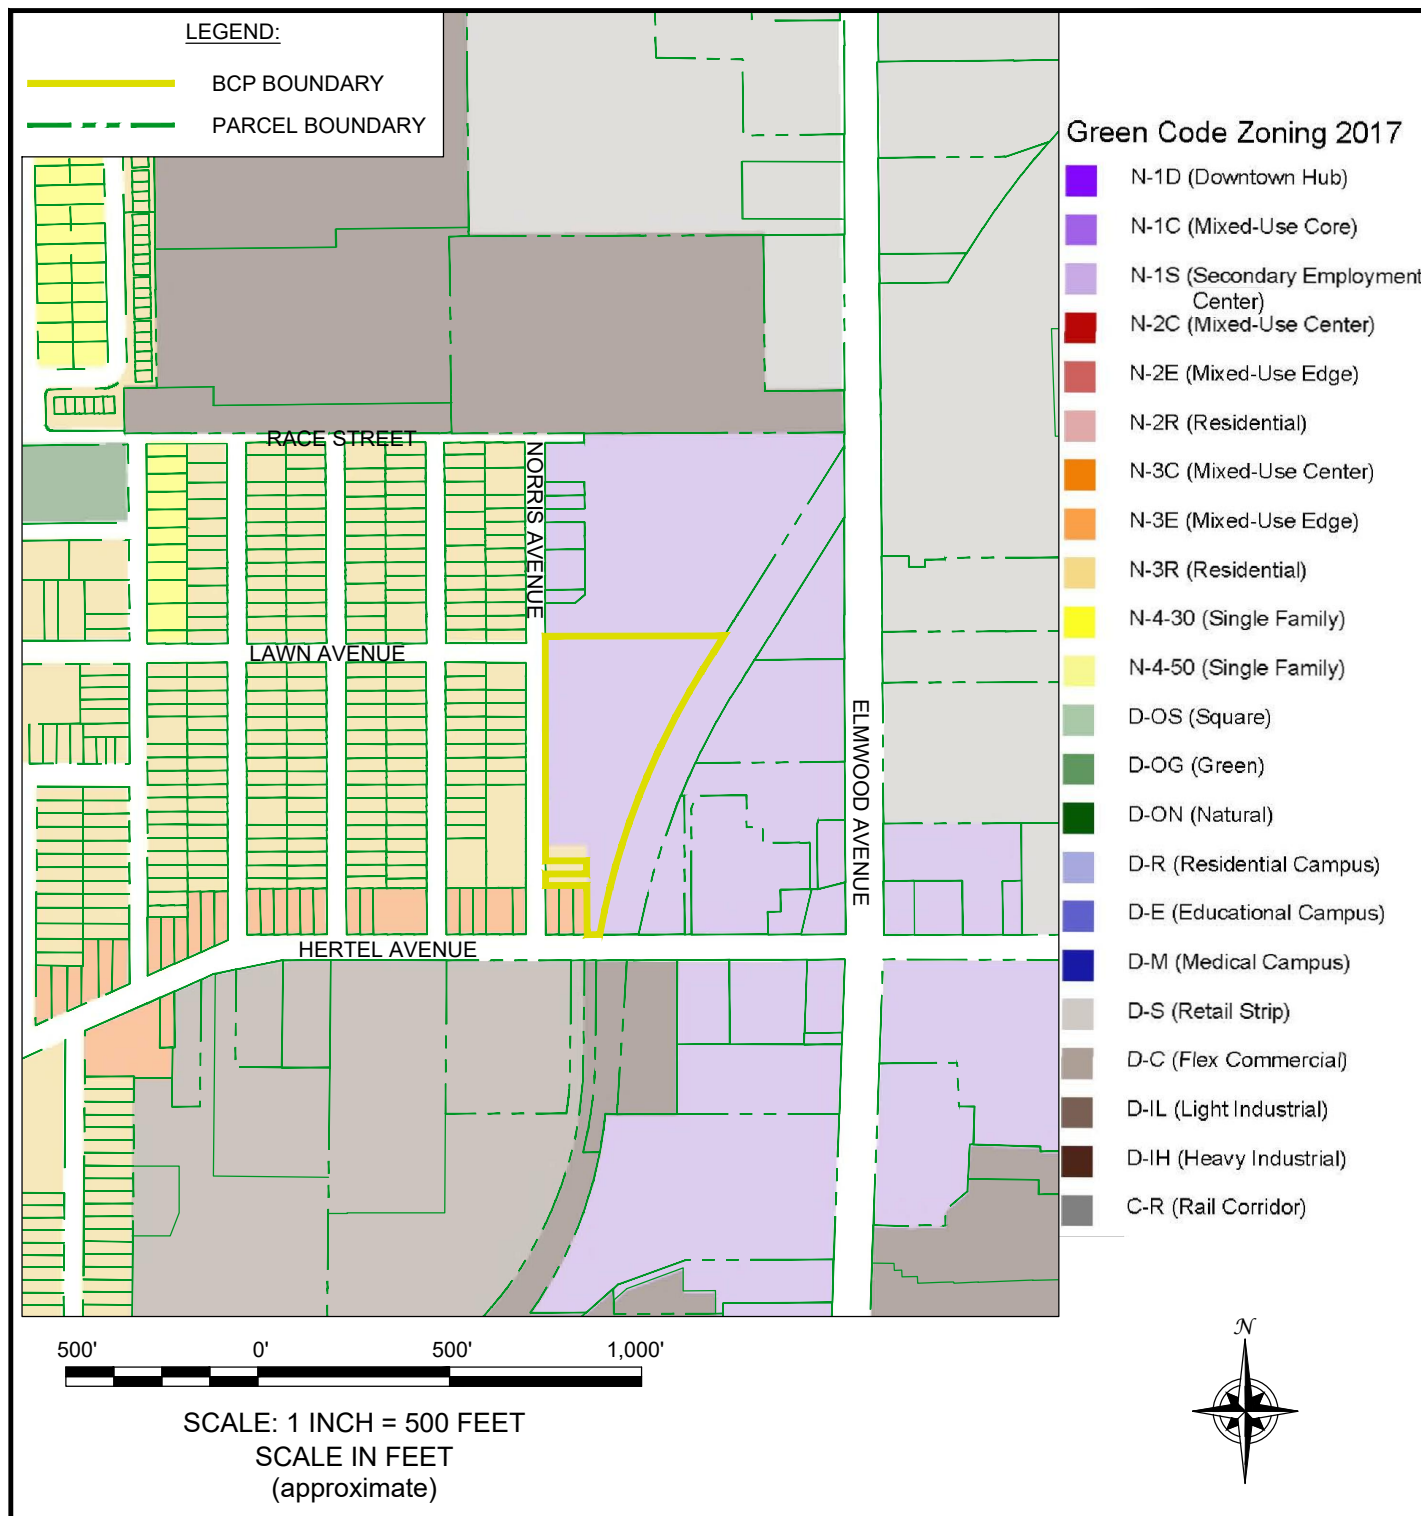 LEGEND:
BCP BOUNDARY
PARCEL BOUNDARY
RACE STREET
NORRIS AVENUE
LAWN AVENUE
ELMWOOD AVENUE
HERTEL AVENUE
Green Code Zoning 2017
N-1D (Downtown Hub)
N-1C (Mixed-Use Core)
N-1S (Secondary Employment
Center)
N-2C (Mixed-Use Center)
N-2E (Mixed-Use Edge)
N-2R (Residential)
N-3C (Mixed-Use Center)
N-3E (Mixed-Use Edge)
N-3R (Residential)
N-4-30 (Single Family)
N-4-50 (Single Family)
D-OS (Square)
D-OG (Green)
D-ON (Natural)
D-R (Residential Campus)
D-E (Educational Campus)
D-M (Medical Campus)
D-S (Retail Strip)
D-C (Flex Commercial)
D-IL (Light Industrial)
D-IH (Heavy Industrial)
C-R (Rail Corridor)
500' 0' 500' 1,000'
SCALE: 1 INCH = 500 FEET
SCALE IN FEET
(approximate)
N